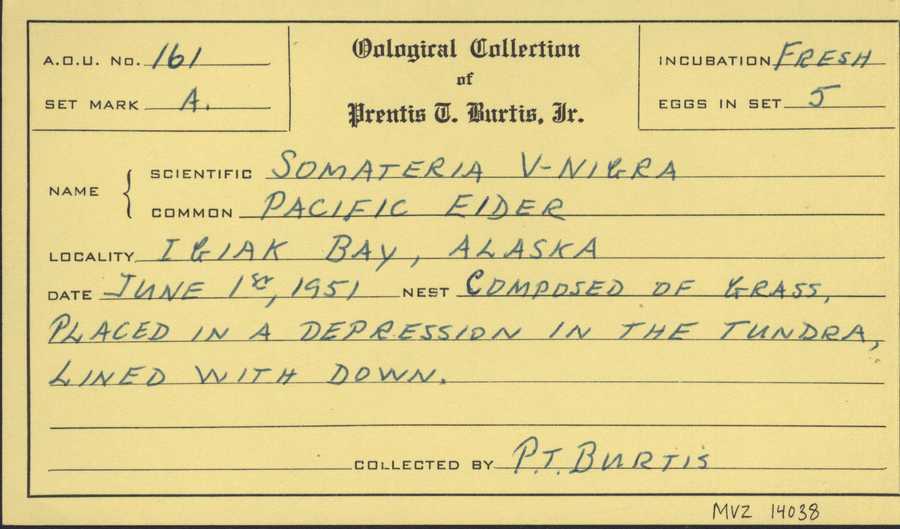 A.O.U. No. 161
SET MARK A.
Oological Collection
of
Prentis T. Burtis, Jr.
INCUBATION FRESH
EGGS IN SET 5
NAME { SCIENTIFIC SOMATERIA V-NIGRA
COMMON PACIFIC EIDER
LOCALITY IGIAK BAY, ALASKA
DATE JUNE 1st, 1951 NEST COMPOSED OF GRASS,
PLACED IN A DEPRESSION IN THE TUNDRA,
LINED WITH DOWN.
COLLECTED BY P.T. BURTIS
MVZ 14038